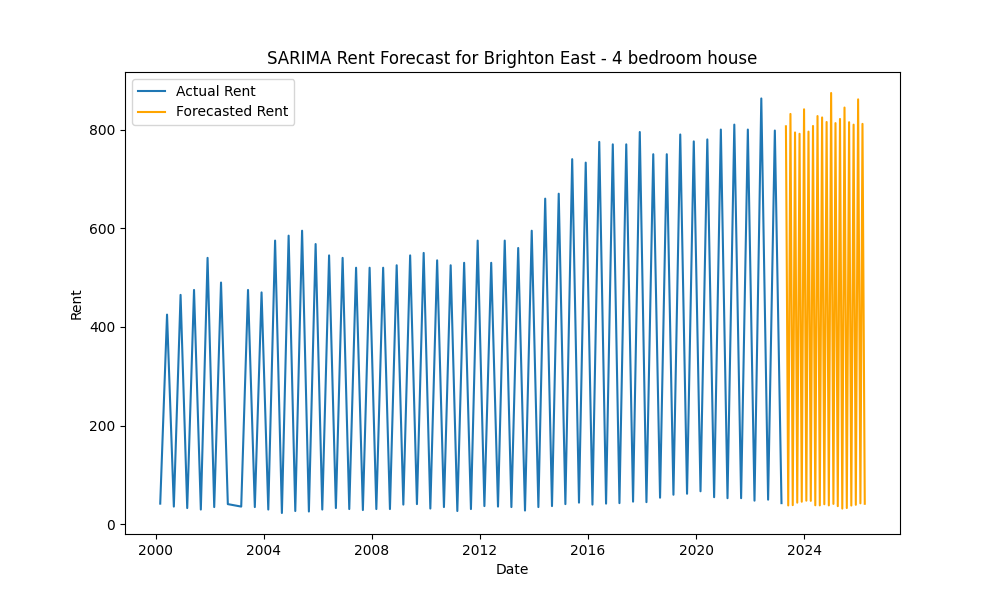 SARIMA Rent Forecast for Brighton East - 4 bedroom house
Actual Rent
Forecasted Rent
800
600
400
200
0
Rent
2000 2004 2008 2012 2016 2020 2024
Date